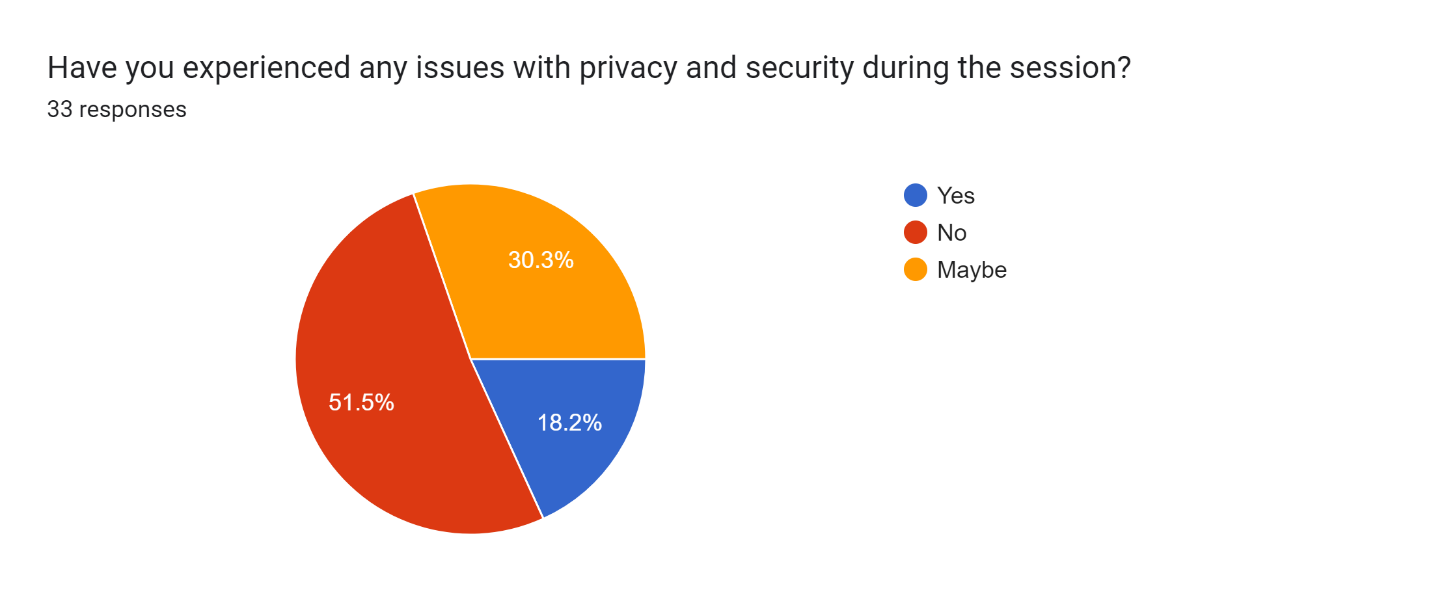 Have you experienced any issues with privacy and security during the session?
33 responses
Yes
No
Maybe
30.3%
51.5%
18.2%